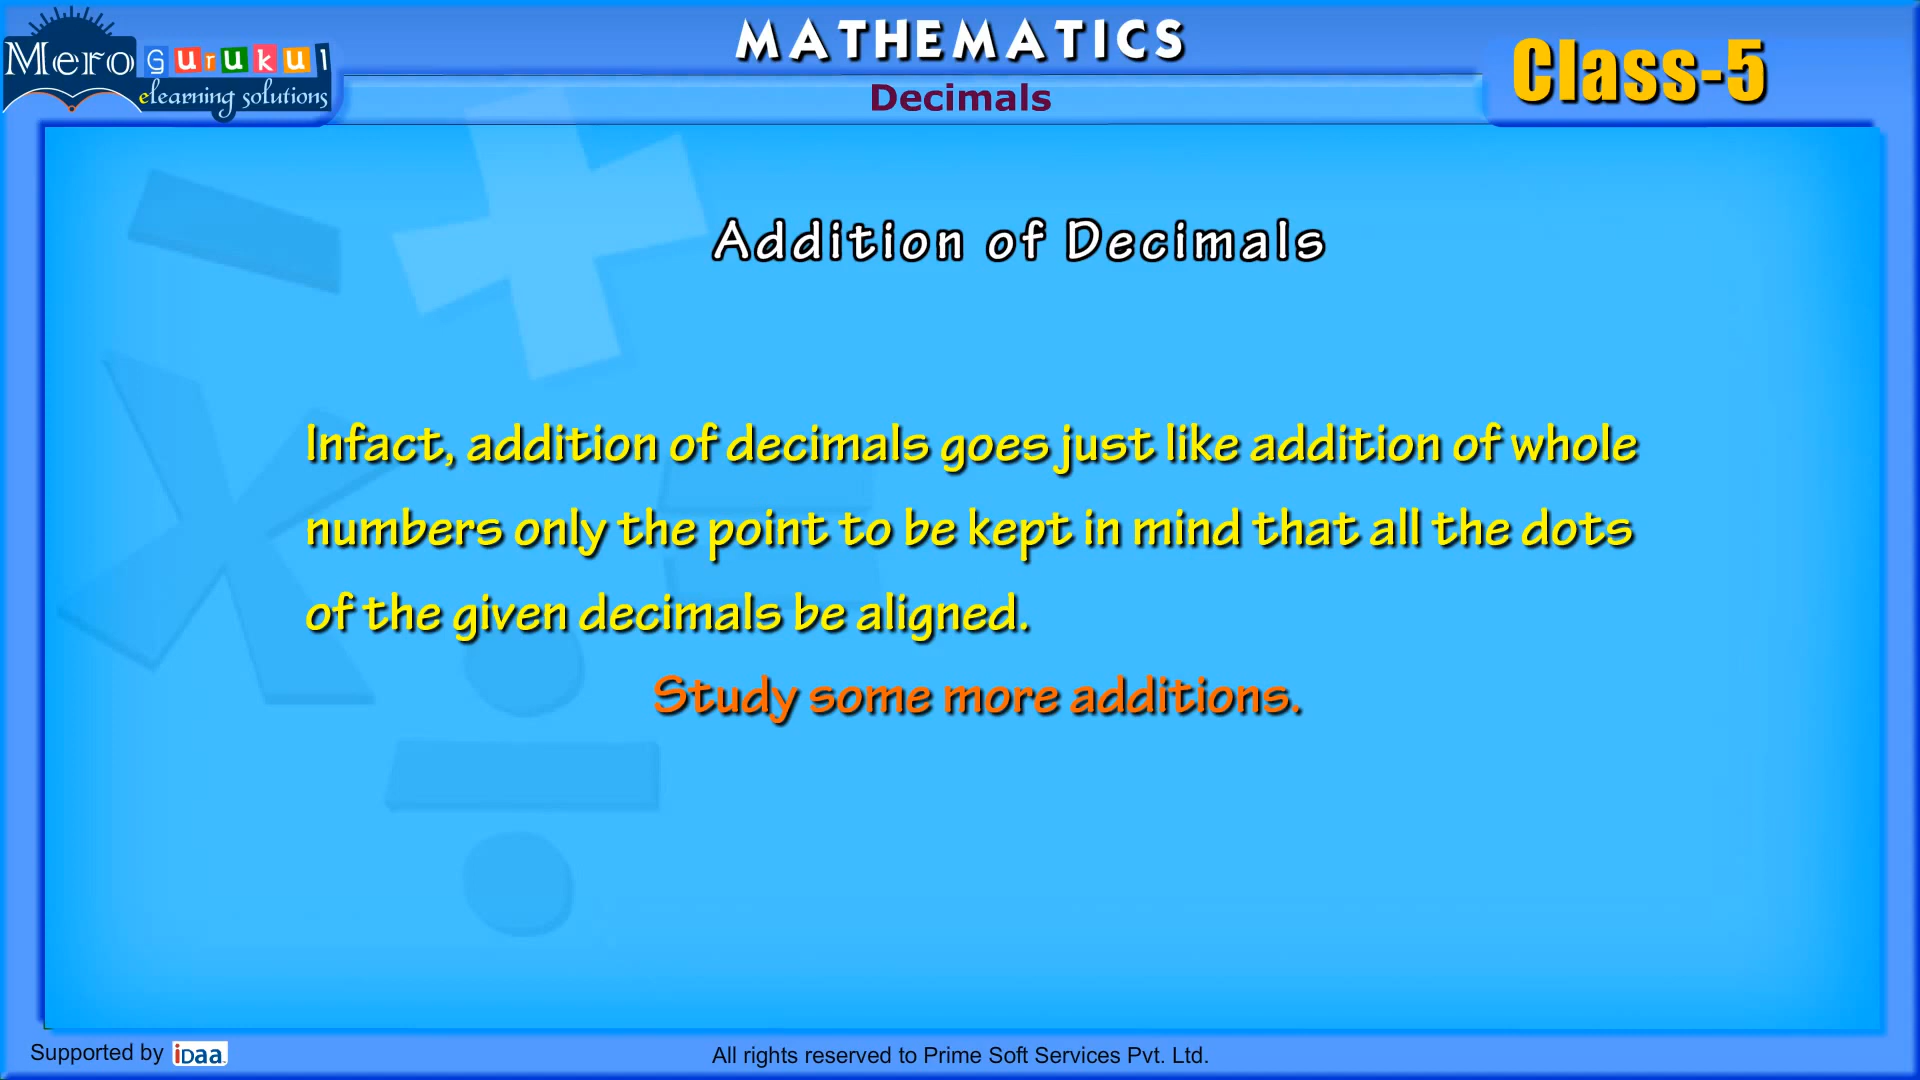 MATHEMATICS
Mero Gurukul
elearning solutions
Class-5
Decimals
Addition of Decimals
Infact, addition of decimals goes just like addition of whole
numbers only the point to be kept in mind that all the dots
of the given decimals be aligned.
Study some more additions.
Supported by iDaa
All rights reserved to Prime Soft Services Pvt. Ltd.